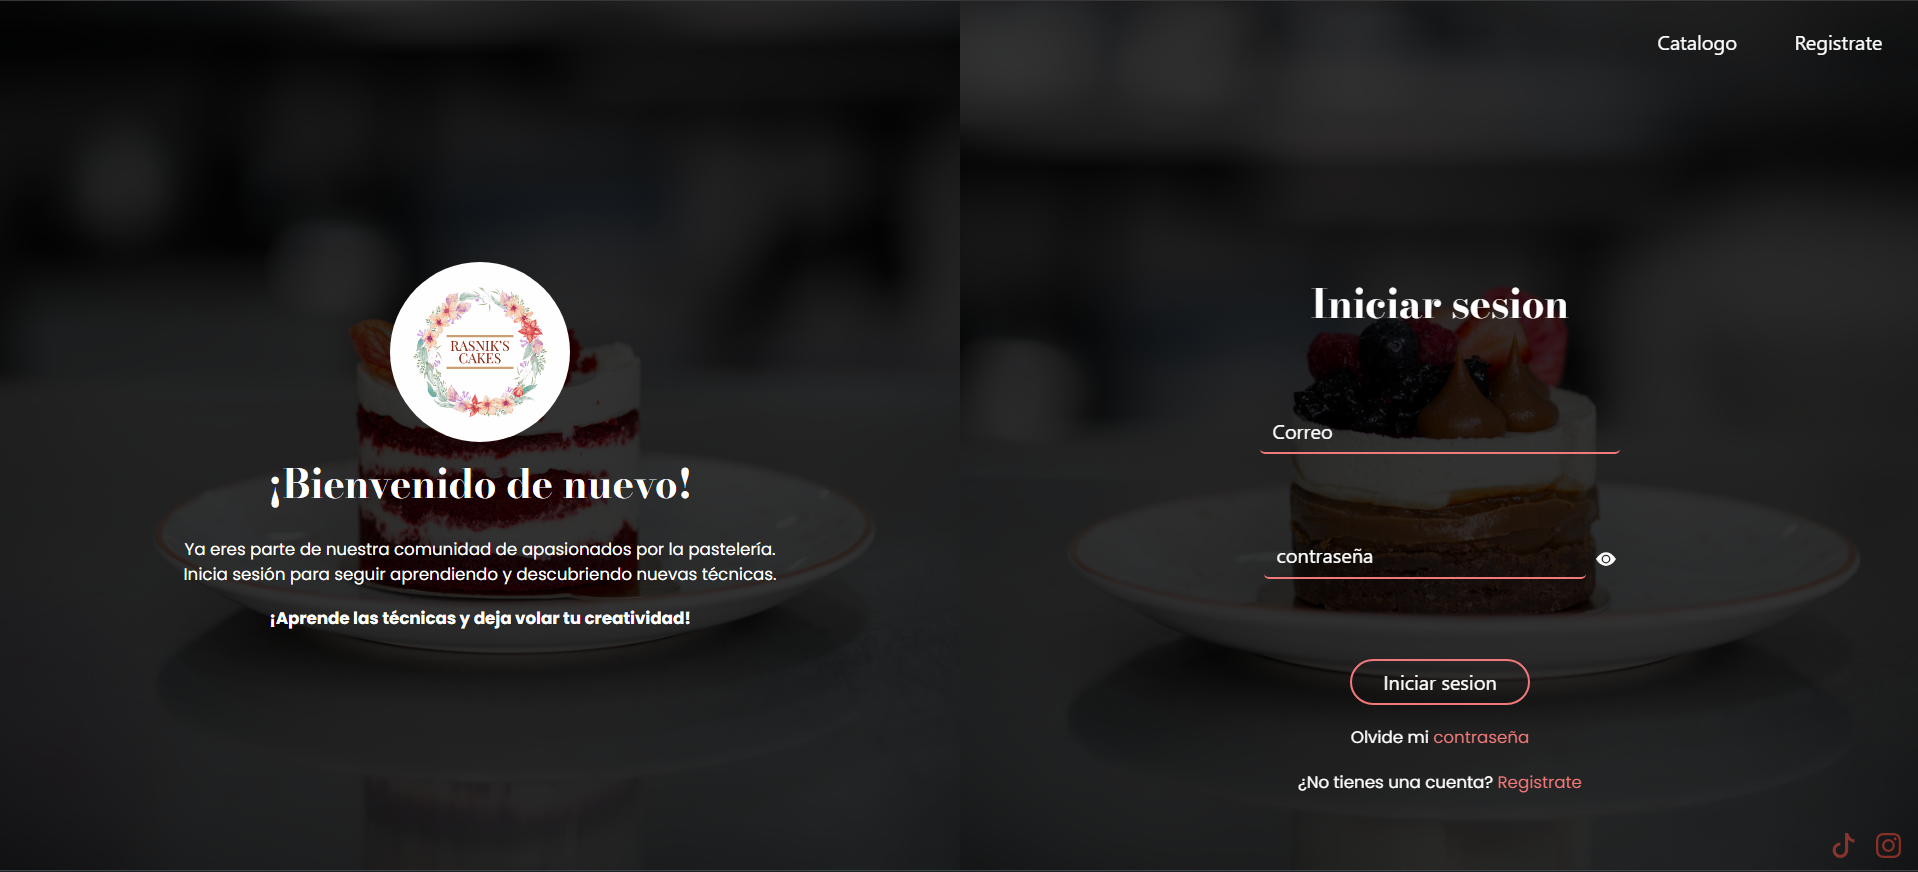 Catalogo
Registrate
RASNIK'S
CAKES
¡Bienvenido de nuevo!
Ya eres parte de nuestra comunidad de apasionados por la pastelería.
Inicia sesión para seguir aprendiendo y descubriendo nuevas técnicas.
¡Aprende las técnicas y deja volar tu creatividad!
Iniciar sesion
Correo
contraseña
Iniciar sesion
Olvide mi contraseña
¿No tienes una cuenta? Registrate